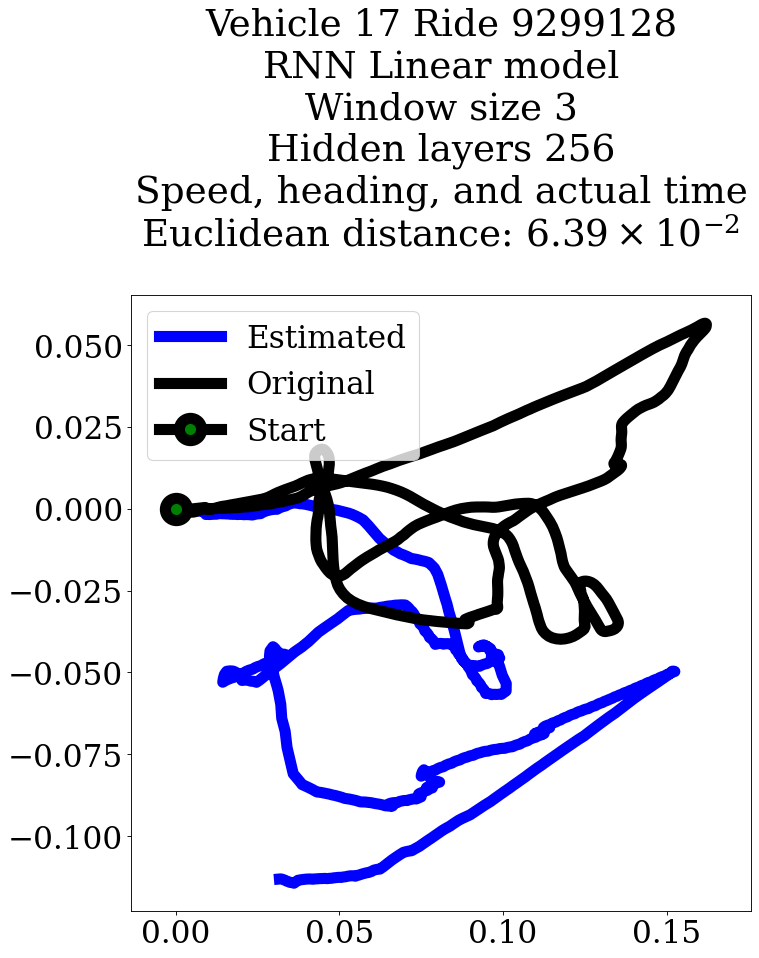 Vehicle 17 Ride 9299128
RNN Linear model
Window size 3
Hidden layers 256
Speed, heading, and actual time
Euclidean distance: 6.39 × 10⁻²
Estimated
Original
Start
0.050
0.025
0.000
−0.025
−0.050
−0.075
−0.100
0.00 0.05 0.10 0.15